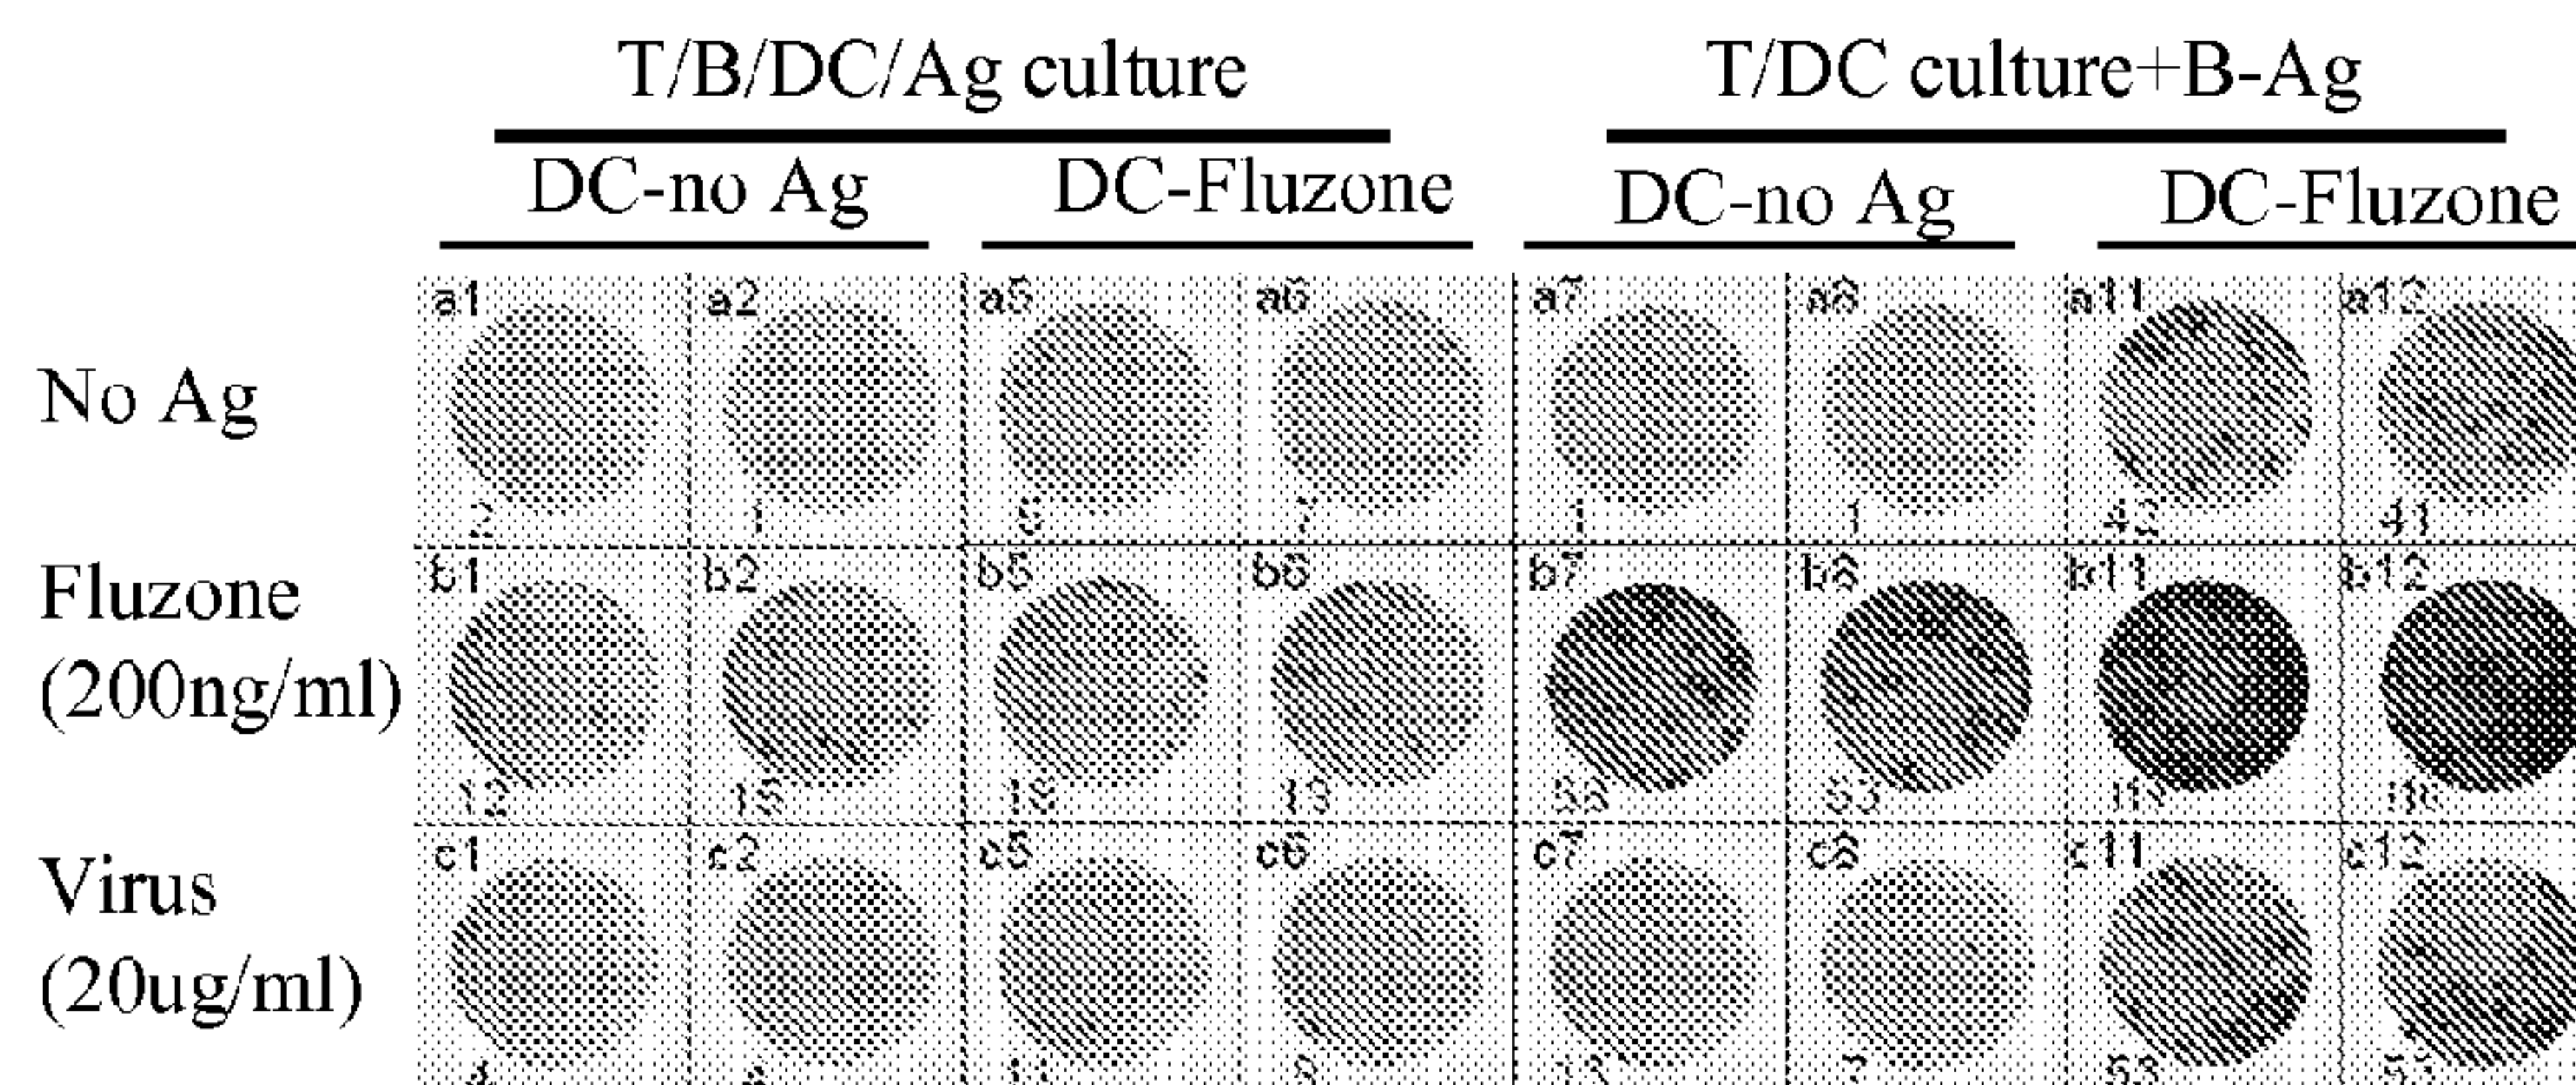 T/B/DC/Ag culture T/DC culture+B-Ag
DC-no Ag DC-Fluzone DC-no Ag DC-Fluzone
a1 a2 a5 a6 a7 a8 a11 a12
No Ag
2 1 1 1 42 41
b1 b2 b5 b6 b7 b8 b11 b12
Fluzone
(200ng/ml)
12 15 18 13
c1 c2 c5 c6 c7 c8 c11 c12
Virus
(20ug/ml)
11 53